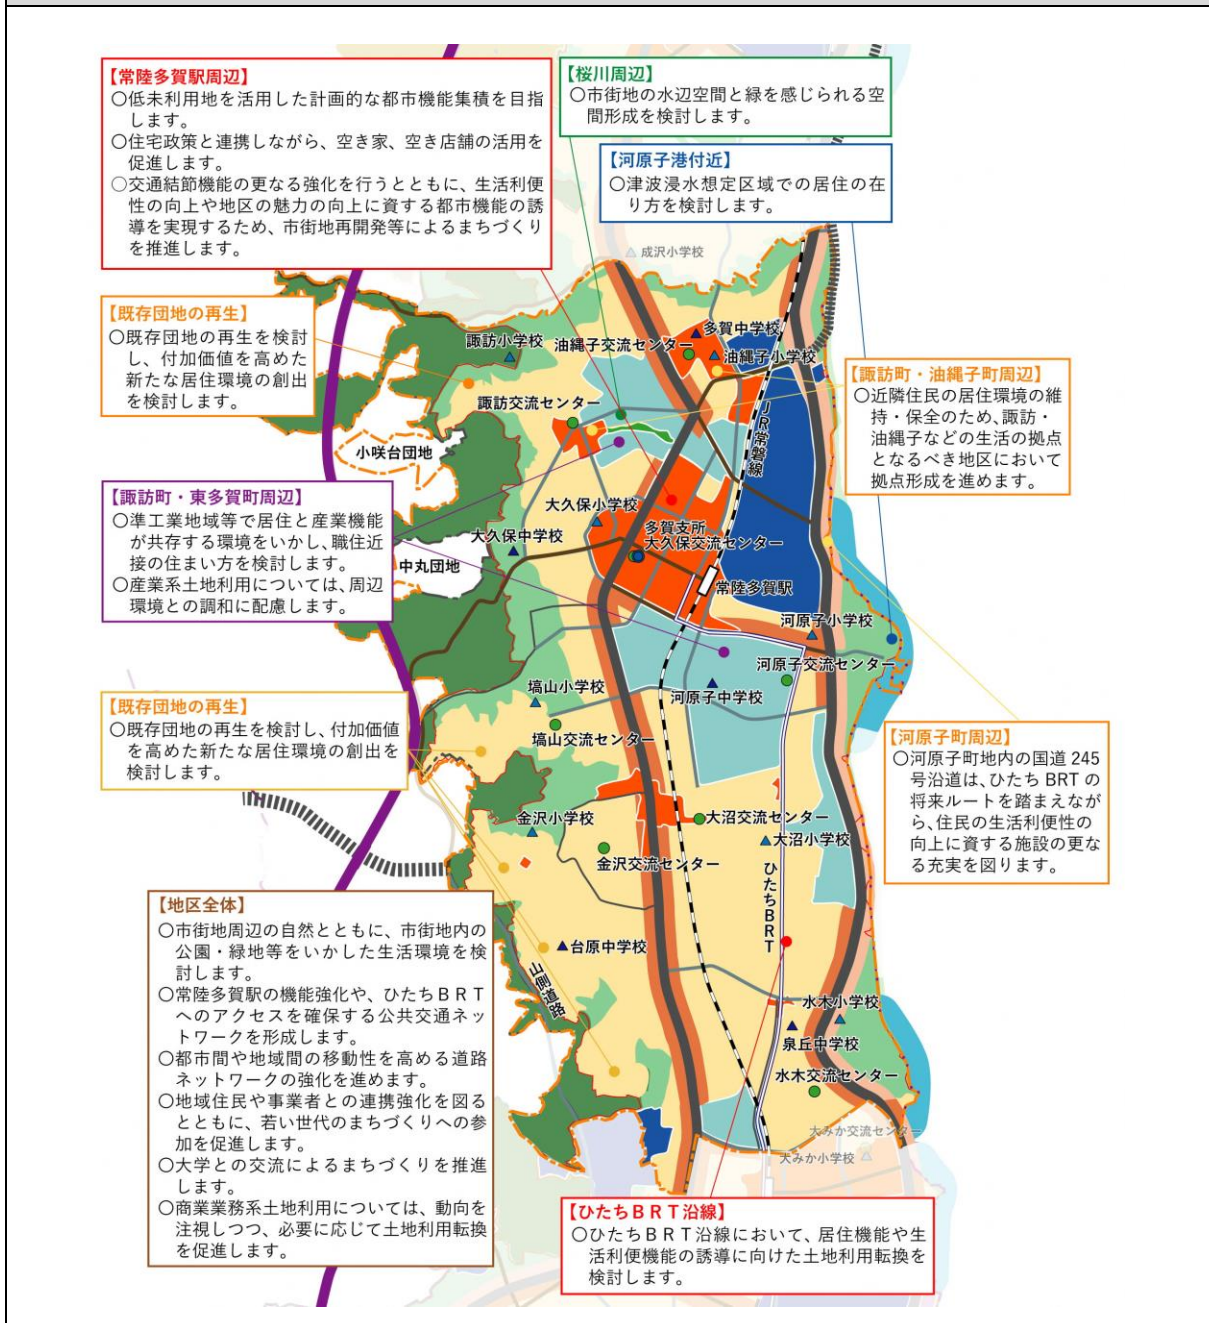 【常陸多賀駅周辺】
○低未利用地を活用した計画的な都市機能集積を目指
します。
○住宅政策と連携しながら、空き家、空き店舗の活用を
促進します。
○交通結節機能の更なる強化を行うとともに、生活利便
性の向上や地区の魅力の向上に資する都市機能の誘
導を実現するため、市街地再開発等によるまちづくり
を推進します。
【桜川周辺】
○市街地の水辺空間と緑を感じられる空
間形成を検討します。
【河原子港付近】
○津波浸水想定区域での居住の在
り方を検討します。
成沢小学校
【既存団地の再生】
○既存団地の再生を検討
し、付加価値を高めた
新たな居住環境の創出
を検討します。
諏訪小学校
多賀中学校
油縄子交流センター
油縄子小学校
諏訪交流センター
JR常磐線
【諏訪町・油縄子町周辺】
○近隣住民の居住環境の維
持・保全のため、諏訪・
油縄子などの生活の拠点
となるべき地区において
拠点形成を進めます。
小咲台団地
【諏訪町・東多賀町周辺】
○準工業地域等で居住と産業機能
が共存する環境をいかし、職住近
接の住まい方を検討します。
○産業系土地利用については、周辺
環境との調和に配慮します。
大久保小学校
大久保中学校
多賀支所
大久保交流センター
中丸団地
常陸多賀駅
河原子小学校
河原子交流センター
河原子中学校
塙山小学校
塙山交流センター
【既存団地の再生】
○既存団地の再生を検討し、付加価値
を高めた新たな居住環境の創出を
検討します。
【河原子町周辺】
○河原子町地内の国道 245
号沿道は、ひたち BRT の
将来ルートを踏まえなが
ら、住民の生活利便性の
向上に資する施設の更な
る充実を図ります。
金沢小学校
大沼交流センター
大沼小学校
金沢交流センター
ひたちBRT
【地区全体】
○市街地周辺の自然とともに、市街地内の
公園・緑地等をいかした生活環境を検
討します。
○常陸多賀駅の機能強化や、ひたちＢＲＴ
へのアクセスを確保する公共交通ネッ
トワークを形成します。
○都市間や地域間の移動性を高める道路
ネットワークの強化を進めます。
○地域住民や事業者との連携強化を図る
とともに、若い世代のまちづくりへの参
加を促進します。
○大学との交流によるまちづくりを推進
します。
○商業業務系土地利用については、動向を
注視しつつ、必要に応じて土地利用転換
を促進します。
台原中学校
山側道路
水木小学校
泉丘中学校
水木交流センター
大みか交流センター
大みか小学校
【ひたちＢＲＴ沿線】
○ひたちＢＲＴ沿線において、居住機能や生
活利便機能の誘導に向けた土地利用転換を
検討します。